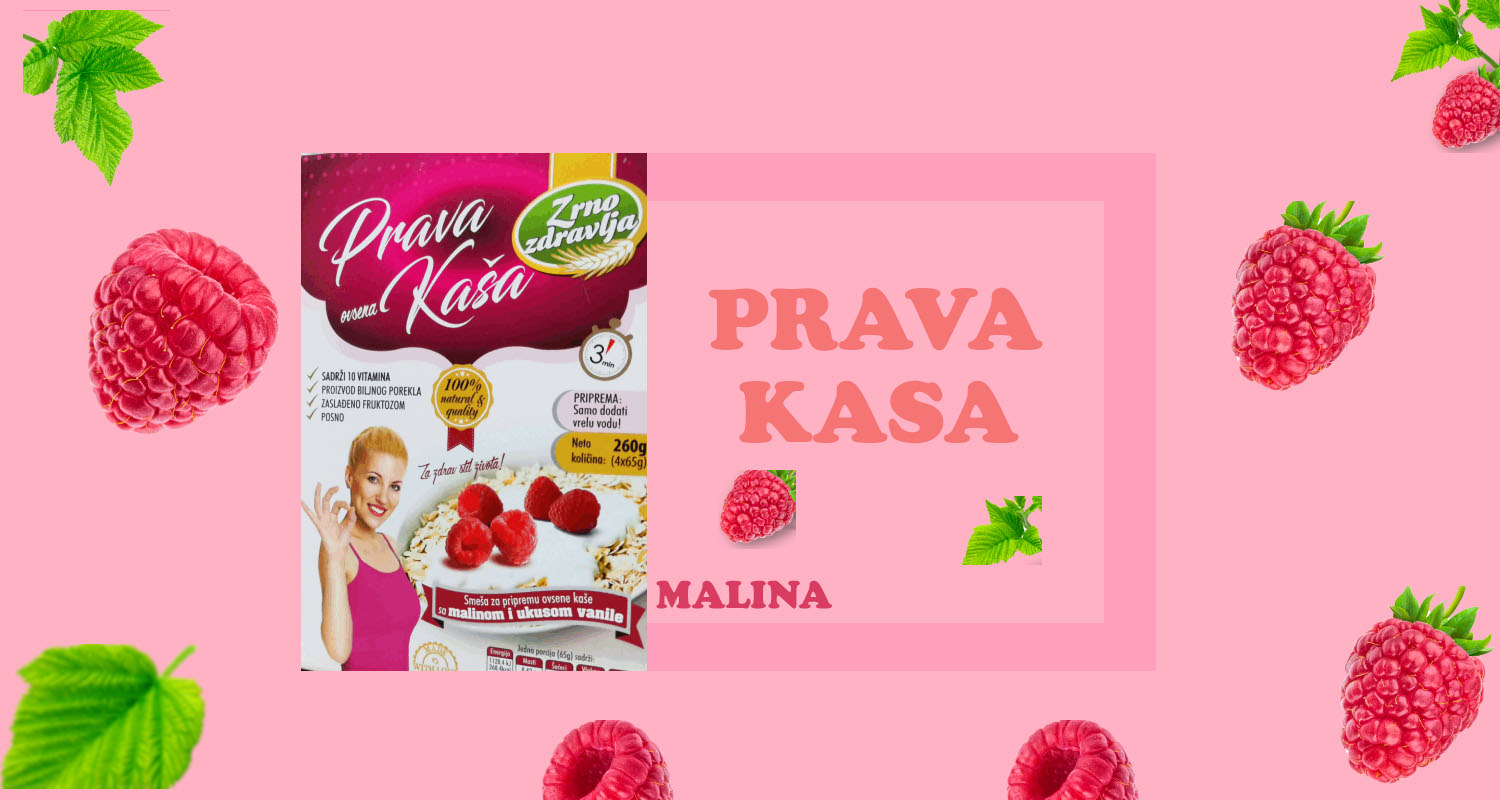 Prava
ovsena Kaša
Zrno
zdravlja
3 min
SADRŽI 10 VITAMINA
PROIZVOD BILJNOG POREKLA
ZASLAĐENO FRUKTOZOM
POSNO
100%
natural &
quality
PRIPREMA:
Samo dodati
vrelu vodu!
Neto
količina:
260g
(4x65g)
Za zdrav stil života!
Smeša za pripremu ovsene kaše
sa malinom i ukusom vanile
Jedna porcija (65g) sadrži:
Energija
Masti
Šećeri
PRAVA
KASA
MALINA